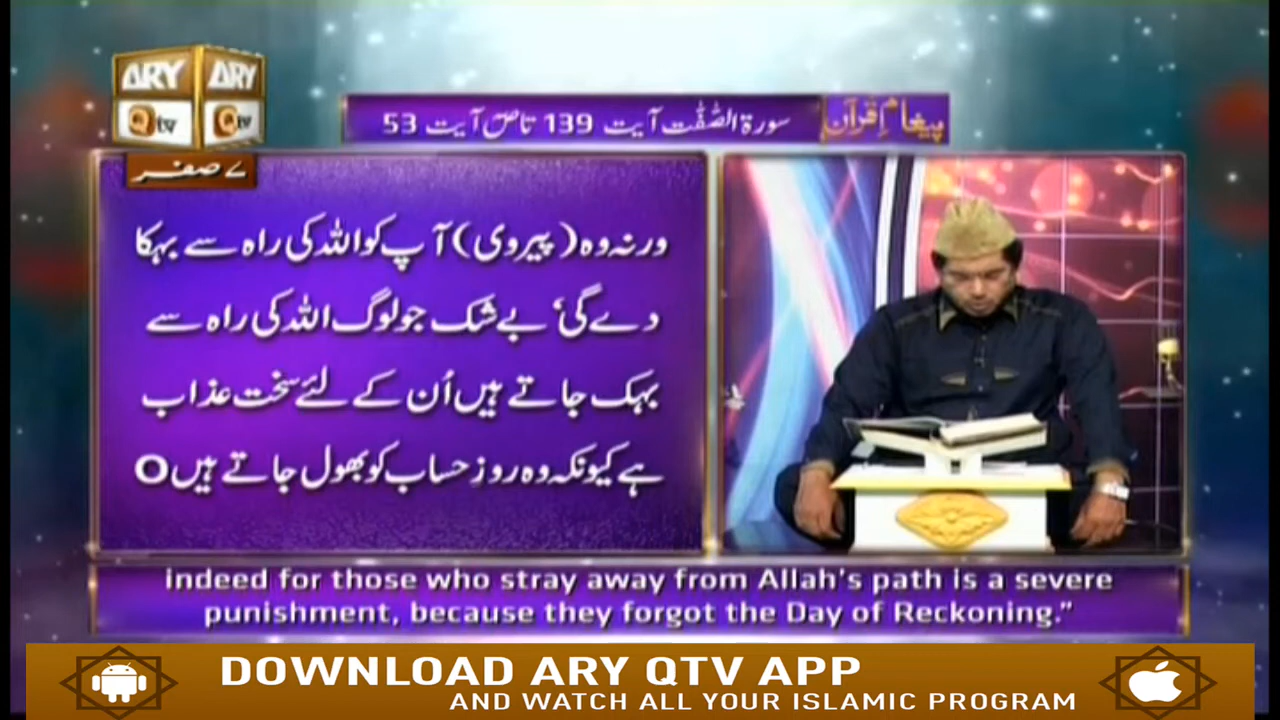 ARY ARY
Qtv Qtv
پیغامِ قرآن
سورۃ الصّٰفّٰت آیت 139 تا صٓ آیت 53
۷ صفر
ورنہ وہ (پیروی) آپ کو اللہ کی راہ سے بہکا
دے گی‘ بے شک جو لوگ اللہ کی راہ سے
بہک جاتے ہیں اُن کے لئے سخت عذاب
ہے کیونکہ وہ روز حساب کو بھول جاتے ہیں O
indeed for those who stray away from Allah's path is a severe
punishment, because they forgot the Day of Reckoning.”
DOWNLOAD ARY QTV APP
AND WATCH ALL YOUR ISLAMIC PROGRAM